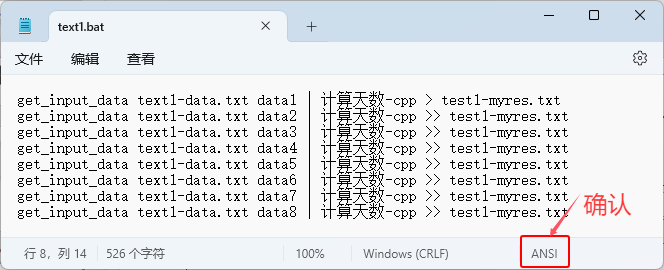 text1.bat
文件 编辑 查看
get_input_data text1-data.txt data1 | 计算天数-cpp > test1-myres.txt
get_input_data text1-data.txt data2 | 计算天数-cpp >> test1-myres.txt
get_input_data text1-data.txt data3 | 计算天数-cpp >> test1-myres.txt
get_input_data text1-data.txt data4 | 计算天数-cpp >> test1-myres.txt
get_input_data text1-data.txt data5 | 计算天数-cpp >> test1-myres.txt
get_input_data text1-data.txt data6 | 计算天数-cpp >> test1-myres.txt
get_input_data text1-data.txt data7 | 计算天数-cpp >> test1-myres.txt
get_input_data text1-data.txt data8 | 计算天数-cpp >> test1-myres.txt
确认
行 8，列 14 526 个字符 100% Windows (CRLF) ANSI